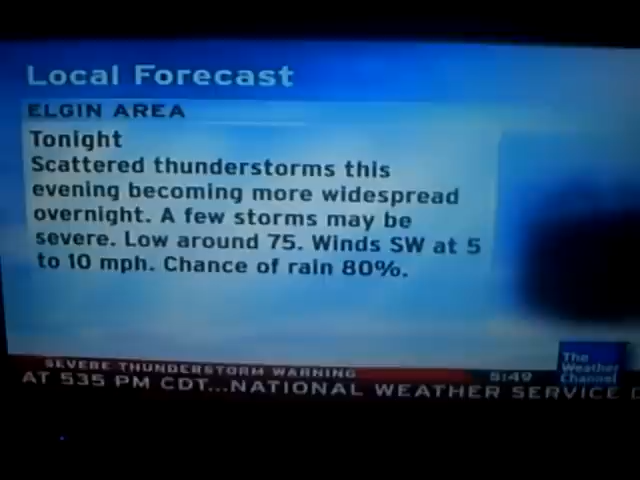 Local Forecast
ELGIN AREA
Tonight
Scattered thunderstorms this
evening becoming more widespread
overnight. A few storms may be
severe. Low around 75. Winds SW at 5
to 10 mph. Chance of rain 80%.
SEVERE THUNDERSTORM WARNING
5:49
The
Weather
Channel
AT 535 PM CDT...NATIONAL WEATHER SERVICE